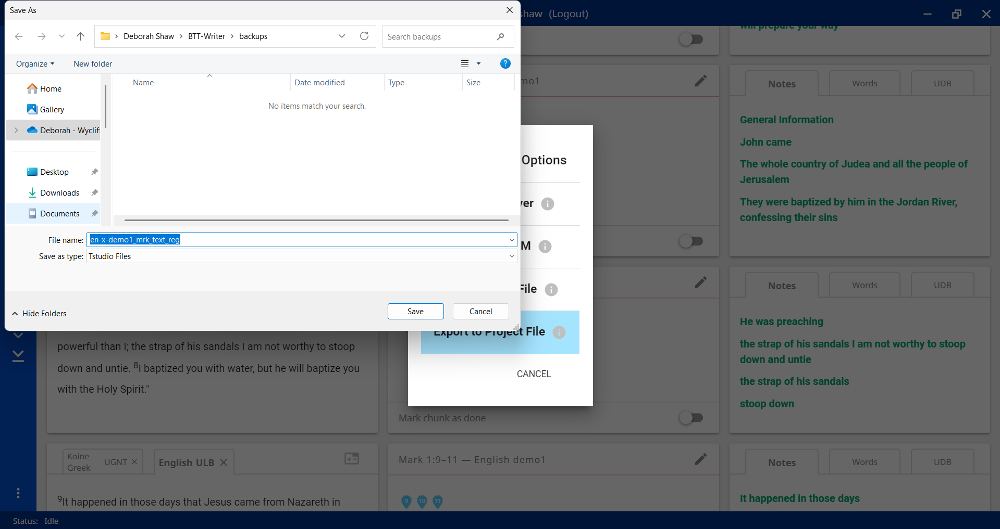 Save As
shaw (Logout)
Deborah Shaw > BTT-Writer > backups
Search backups
Organize
New folder
Home
Gallery
Deborah - Wyclif
Desktop
Downloads
Documents
Name
Date modified
Type
Size
No items match your search.
File name: en-x-demo1_mrk_text_reg
Save as type: Tstudio Files
Hide Folders
Save
Cancel
Options
M
File
Export to Project File
CANCEL
powerful than I; the strap of his sandals I am not worthy to stoop
down and untie. 8I baptized you with water, but he will baptize you
with the Holy Spirit."
Mark chunk as done
Koine
Greek
UGNT
English ULB
9It happened in those days that Jesus came from Nazareth in
mo1
Mark 1:9–11 — English demo1
9 10 11
will prepare your way
Notes Words UDB
General Information
John came
The whole country of Judea and all the people of
Jerusalem
They were baptized by him in the Jordan River,
confessing their sins
Notes Words UDB
He was preaching
the strap of his sandals I am not worthy to stoop
down and untie
the strap of his sandals
stoop down
Notes Words UDB
It happened in those days
Status: Idle